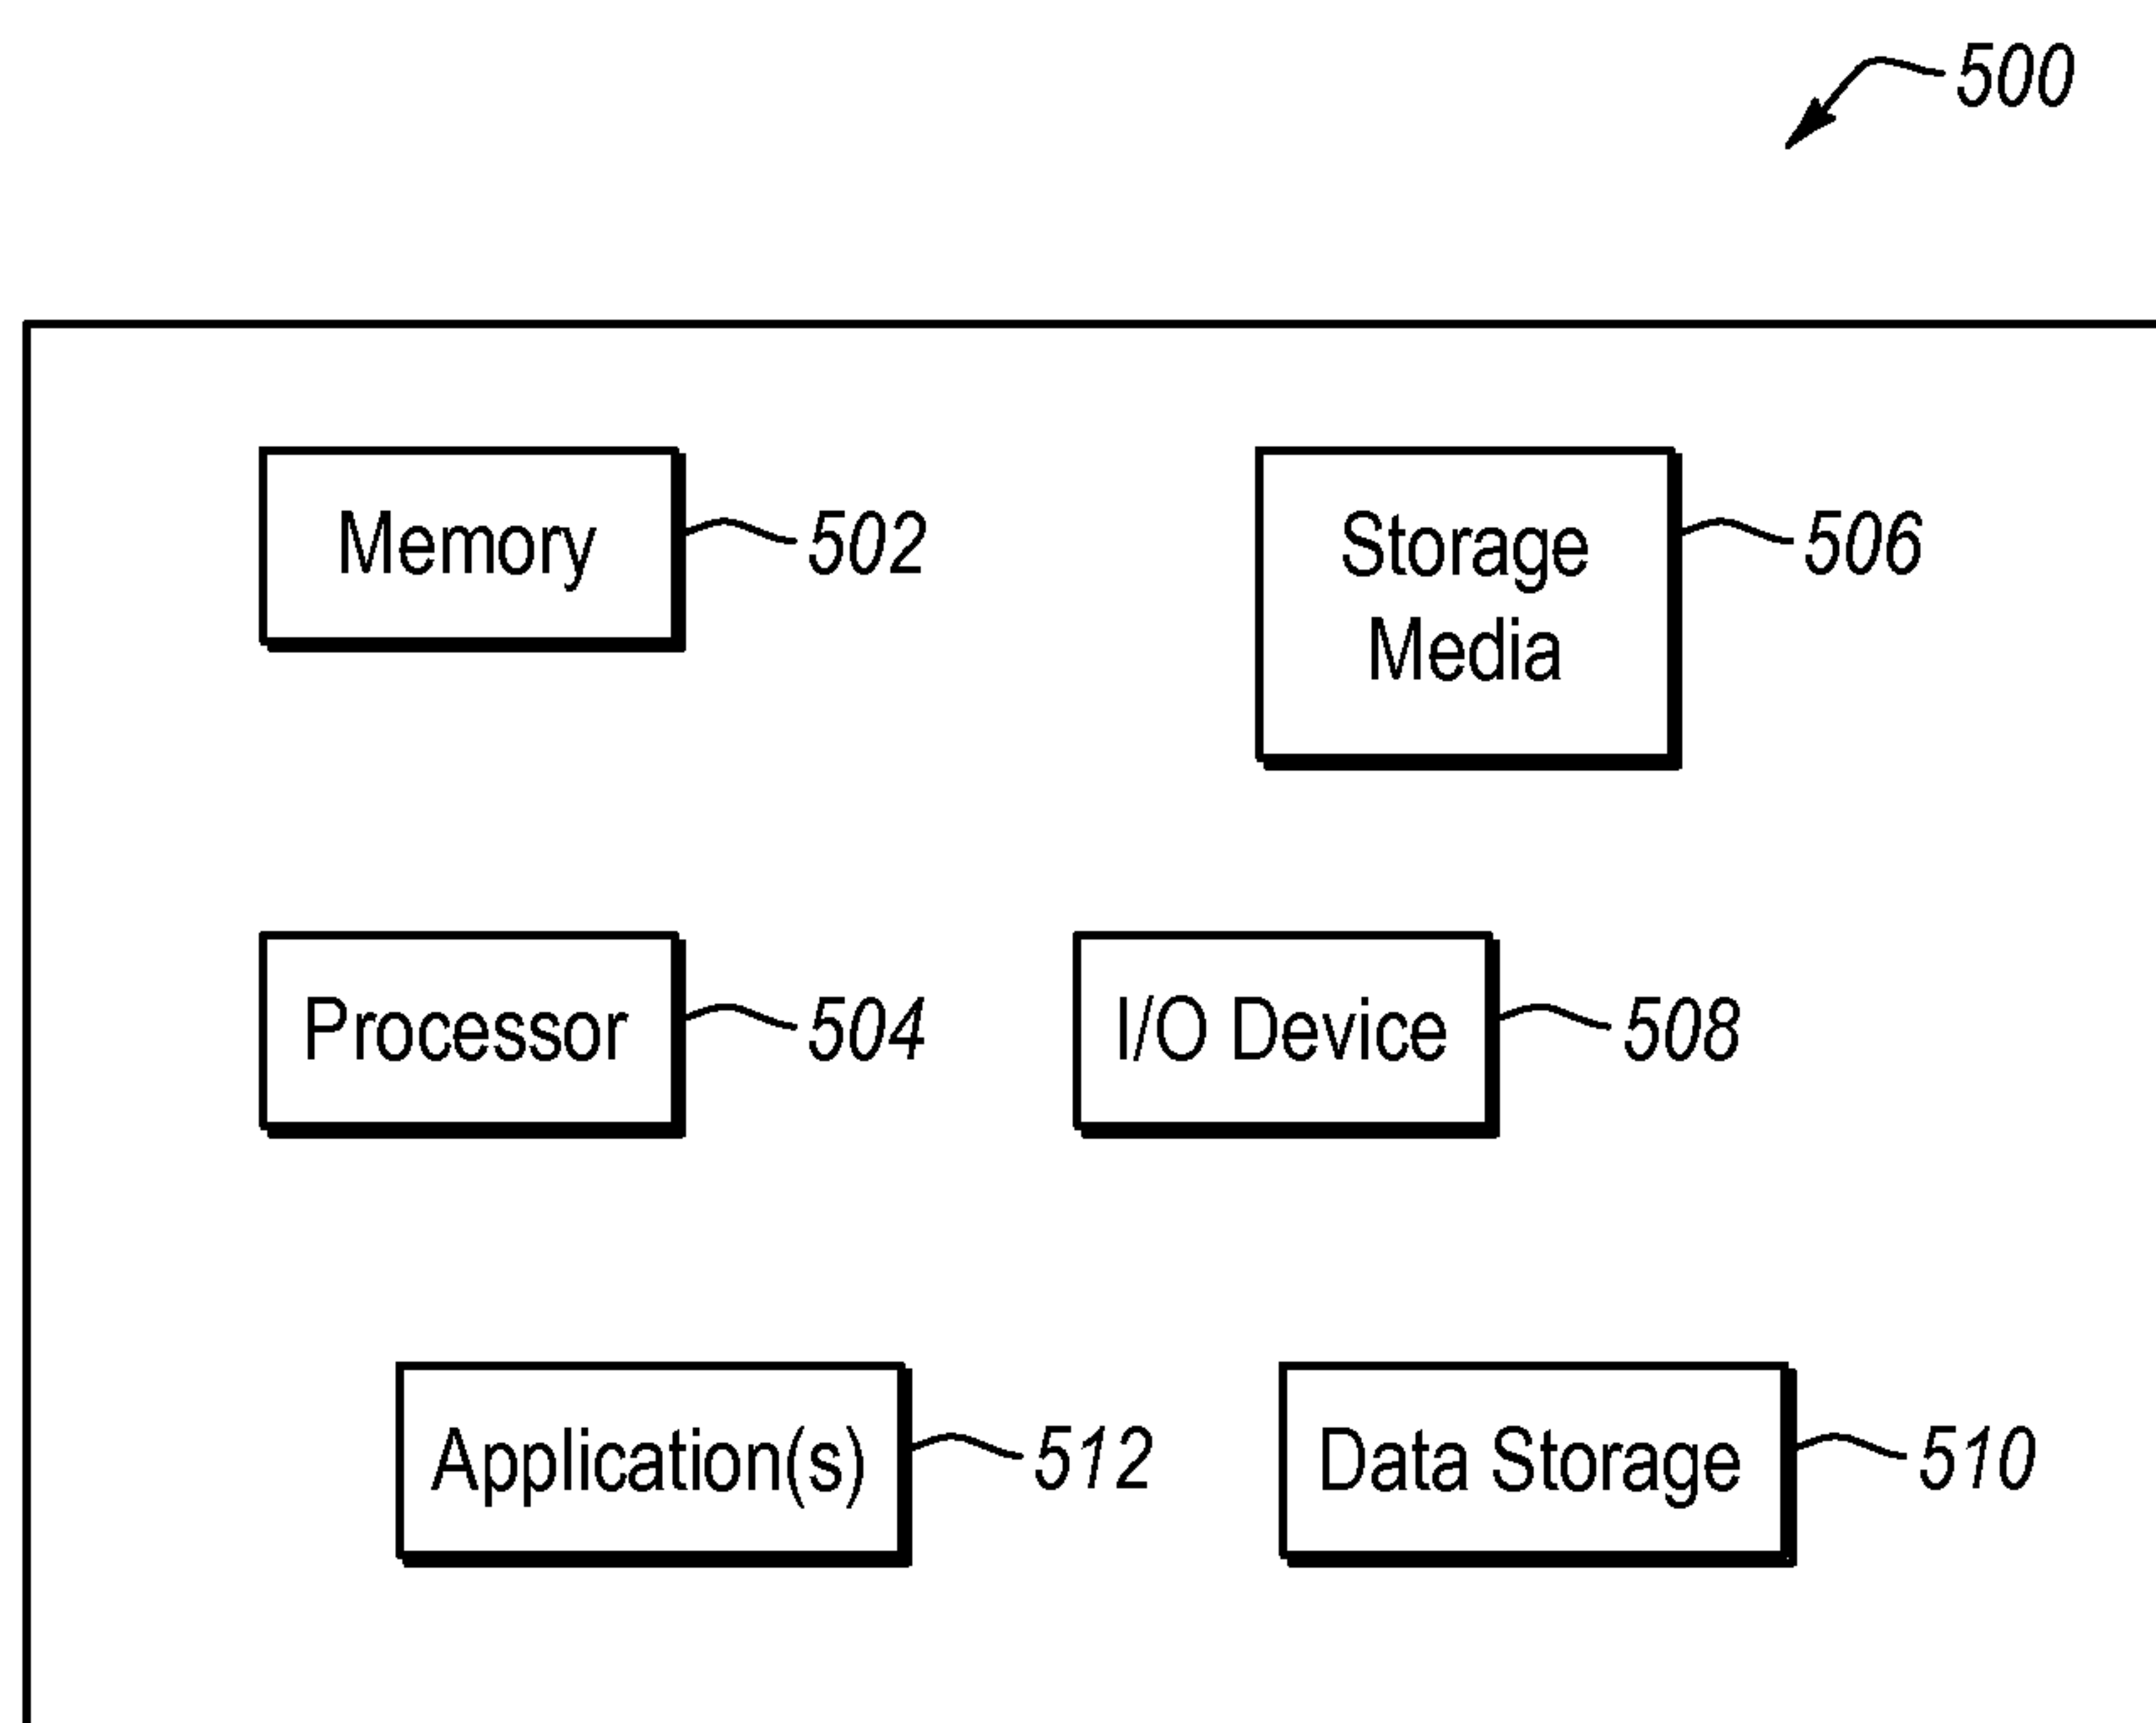 500
Memory 502
Storage
Media
506
Processor 504
I/O Device 508
Application(s) 512
Data Storage 510